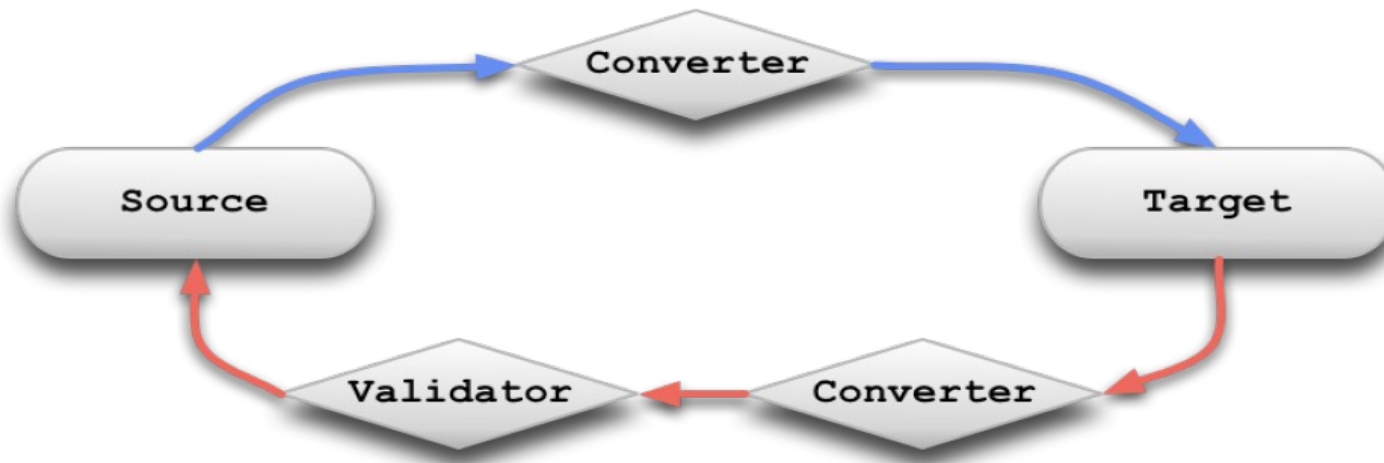 Converter
Source
Target
Validator
Converter